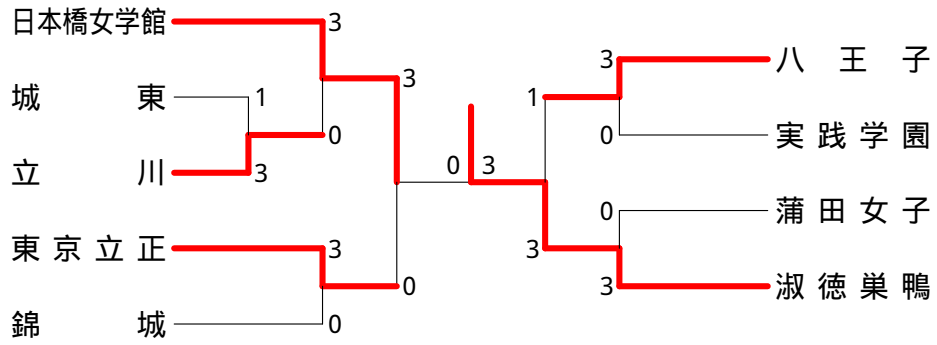 日本橋女学館 3
城東 1
3
0
立川 3
東京立正 3
0
錦城 0
0 3
3 八王子
1
0 実践学園
0 蒲田女子
3
3 淑徳巣鴨